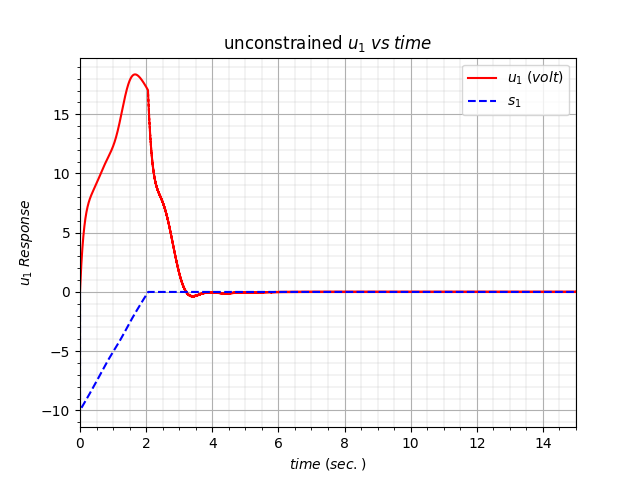 unconstrained u₁ vs time
u₁ (volt)
s₁
15
10
5
0
−5
−10
u₁ Response
0 2 4 6 8 10 12 14
time (sec.)